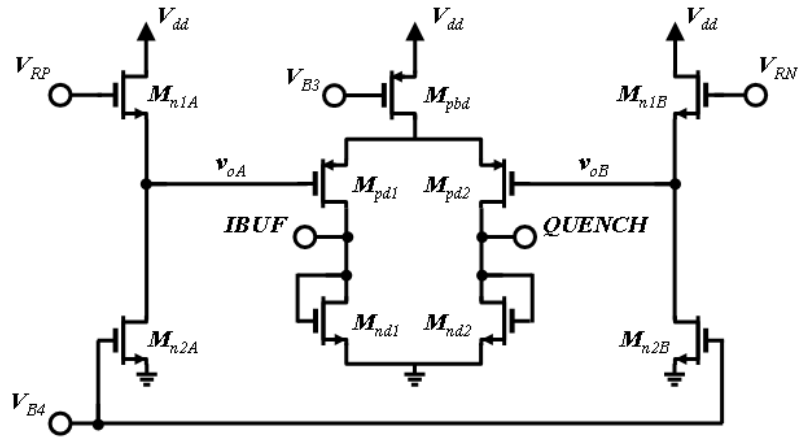 V_dd V_dd V_dd
V_RP V_B3 V_RN
M_n1A M_pbd M_n1B
v_oA M_pd1 M_pd2 v_oB
IBUF QUENCH
M_n2A M_nd1 M_nd2 M_n2B
V_B4